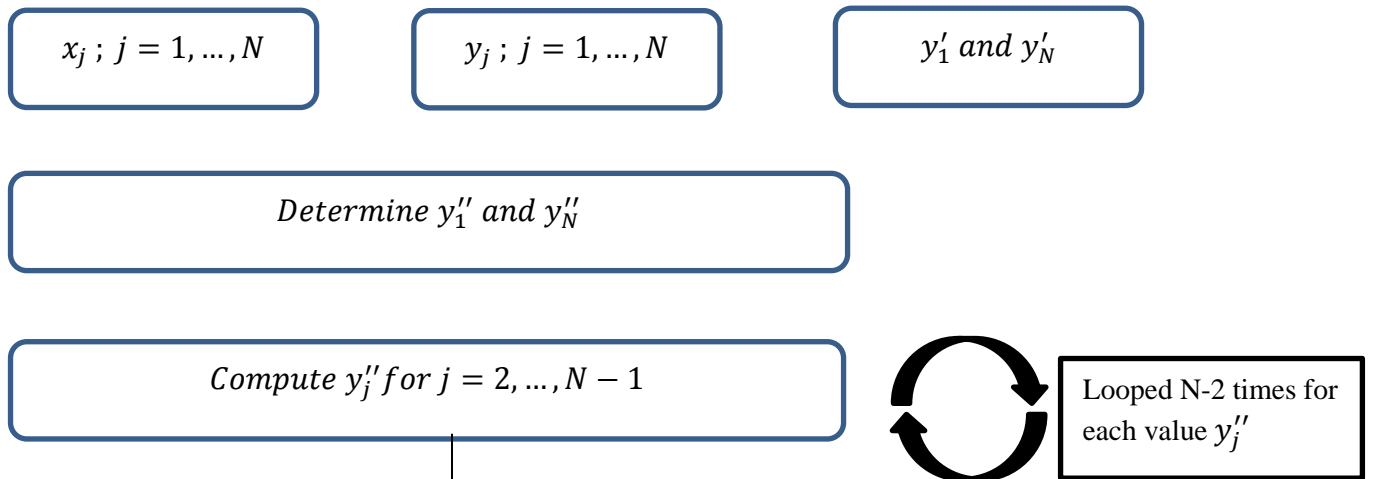 x_j ; j = 1, … , N
y_j ; j = 1, … , N
y′_1 and y′_N
Determine y″_1 and y″_N
Compute y″_j for j = 2, … , N − 1
Looped N-2 times for
each value y″_j